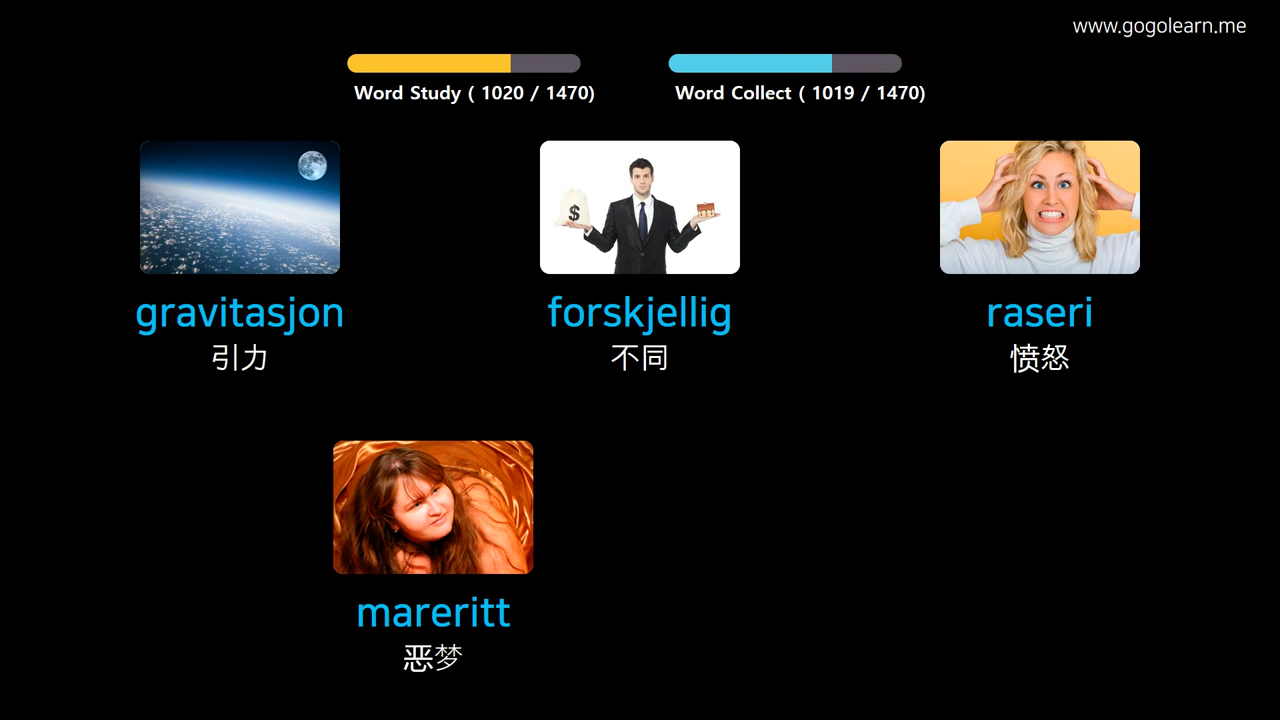 www.gogolearn.me
Word Study ( 1020 / 1470)
Word Collect ( 1019 / 1470)
$
gravitasjon
forskjellig
raseri
引力
不同
愤怒
mareritt
恶梦